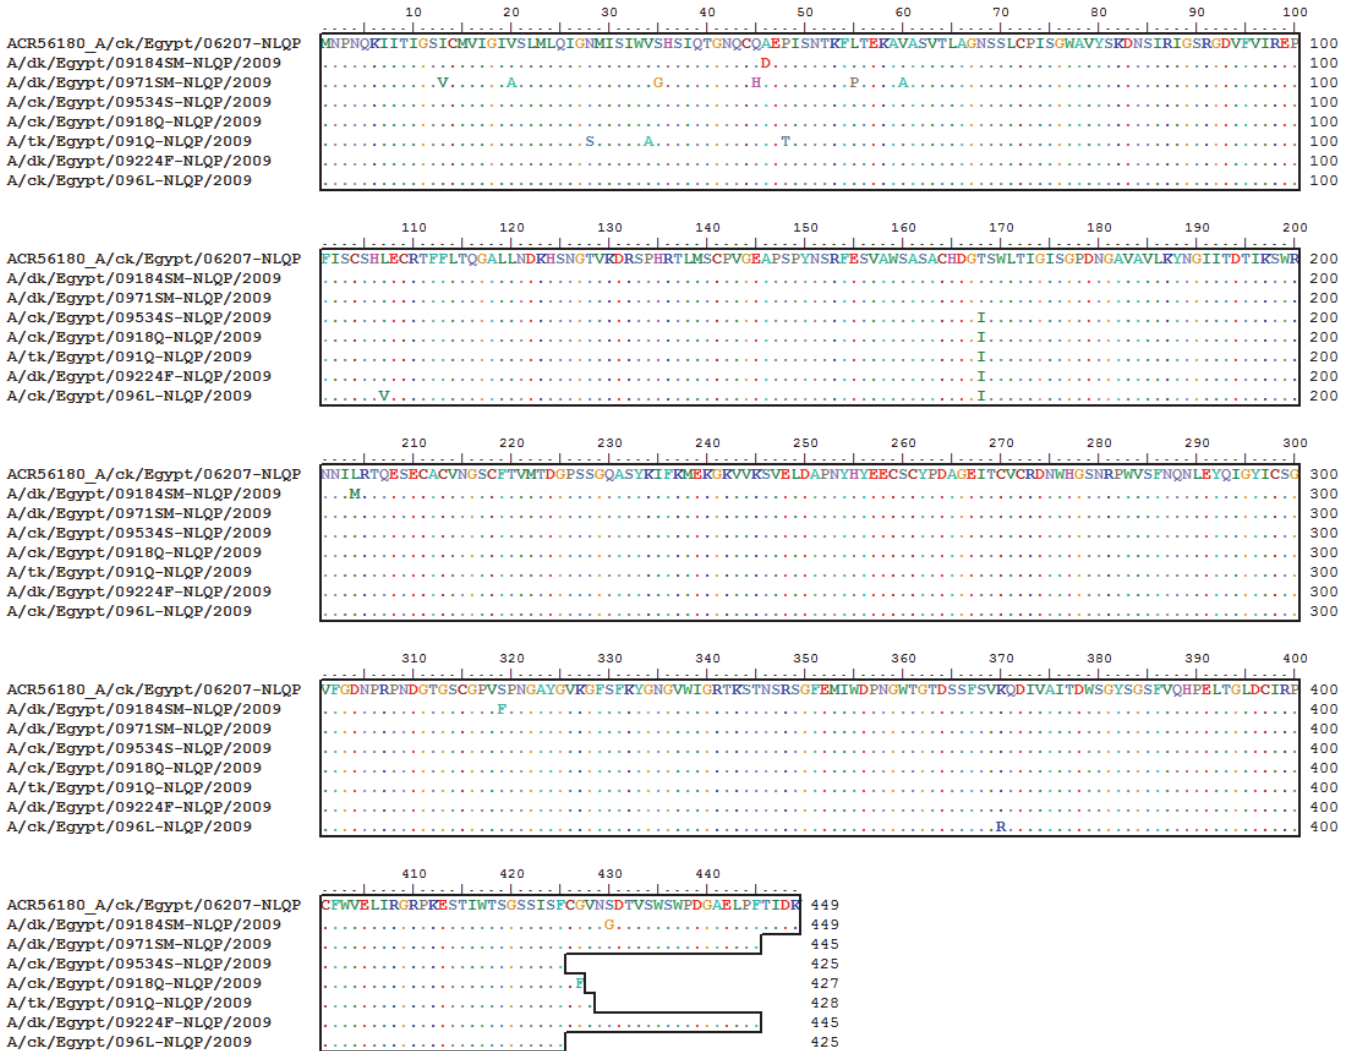 10 20 30 40 50 60 70 80 90 100
ACR56180_A/ck/Egypt/06207-NLQP MNPNQKIITIGSICMVIGIVSLMLQIGNMISIWVSHSIQTGNQCQAEPISNTKFLTEKAVASVTLAGNSSLCPISGWAVYSKDNSIRIGSRGDVFVIREP 100
A/dk/Egypt/09184SM-NLQP/2009 .............................................D...................................................... 100
A/dk/Egypt/0971SM-NLQP/2009 ............V......A..............G.........H.........P....A........................................ 100
A/ck/Egypt/09534S-NLQP/2009 .................................................................................................... 100
A/ck/Egypt/0918Q-NLQP/2009 .................................................................................................... 100
A/tk/Egypt/091Q-NLQP/2009 ...........................S.....A.............T.................................................... 100
A/dk/Egypt/09224F-NLQP/2009 .................................................................................................... 100
A/ck/Egypt/096L-NLQP/2009 .................................................................................................... 100
110 120 130 140 150 160 170 180 190 200
ACR56180_A/ck/Egypt/06207-NLQP FISCSHLECRTFFLTQGALLNDKHSNGTVKDRSPHRTLMSCPVGEAPSPYNSRFESVAWSASACHDGTSWLTIGISGPDNGAVAVLKYNGIITDTIKSWR 200
A/dk/Egypt/09184SM-NLQP/2009 .................................................................................................... 200
A/dk/Egypt/0971SM-NLQP/2009 .................................................................................................... 200
A/ck/Egypt/09534S-NLQP/2009 ...................................................................I................................ 200
A/ck/Egypt/0918Q-NLQP/2009 ...................................................................I................................ 200
A/tk/Egypt/091Q-NLQP/2009 ...................................................................I................................ 200
A/dk/Egypt/09224F-NLQP/2009 ...................................................................I................................ 200
A/ck/Egypt/096L-NLQP/2009 ......V............................................................I................................ 200
210 220 230 240 250 260 270 280 290 300
ACR56180_A/ck/Egypt/06207-NLQP NNILRTQESECACVNGSCFTVMTDGPSSGQASYKIFKMEKGKVVKSVELDAPNYHYEECSCYPDAGEITCVCRDNWHGSNRPWVSFNQNLEYQIGYICSG 300
A/dk/Egypt/09184SM-NLQP/2009 ...M................................................................................................ 300
A/dk/Egypt/0971SM-NLQP/2009 .................................................................................................... 300
A/ck/Egypt/09534S-NLQP/2009 .................................................................................................... 300
A/ck/Egypt/0918Q-NLQP/2009 .................................................................................................... 300
A/tk/Egypt/091Q-NLQP/2009 .................................................................................................... 300
A/dk/Egypt/09224F-NLQP/2009 .................................................................................................... 300
A/ck/Egypt/096L-NLQP/2009 .................................................................................................... 300
310 320 330 340 350 360 370 380 390 400
ACR56180_A/ck/Egypt/06207-NLQP VFGDNPRPNDGTGSCGPVSPNGAYGVKGFSFKYGNGVWIGRTKSTNSRSGFEMIWDPNGWTGTDSSFSVKQDIVAITDWSGYSGSFVQHPELTGLDCIRP 400
A/dk/Egypt/09184SM-NLQP/2009 ..................F................................................................................. 400
A/dk/Egypt/0971SM-NLQP/2009 .................................................................................................... 400
A/ck/Egypt/09534S-NLQP/2009 .................................................................................................... 400
A/ck/Egypt/0918Q-NLQP/2009 .................................................................................................... 400
A/tk/Egypt/091Q-NLQP/2009 .................................................................................................... 400
A/dk/Egypt/09224F-NLQP/2009 .................................................................................................... 400
A/ck/Egypt/096L-NLQP/2009 .....................................................................R.............................. 400
410 420 430 440
ACR56180_A/ck/Egypt/06207-NLQP CFWVELIRGRPKESTIWTSGSSISFCGVNSDTVSWSWPDGAELPFTIDK 449
A/dk/Egypt/09184SM-NLQP/2009 .............................G................... 449
A/dk/Egypt/0971SM-NLQP/2009 ............................................. 445
A/ck/Egypt/09534S-NLQP/2009 ......................... 425
A/ck/Egypt/0918Q-NLQP/2009 ..........................F 427
A/tk/Egypt/091Q-NLQP/2009 ............................ 428
A/dk/Egypt/09224F-NLQP/2009 ............................................. 445
A/ck/Egypt/096L-NLQP/2009 ......................... 425